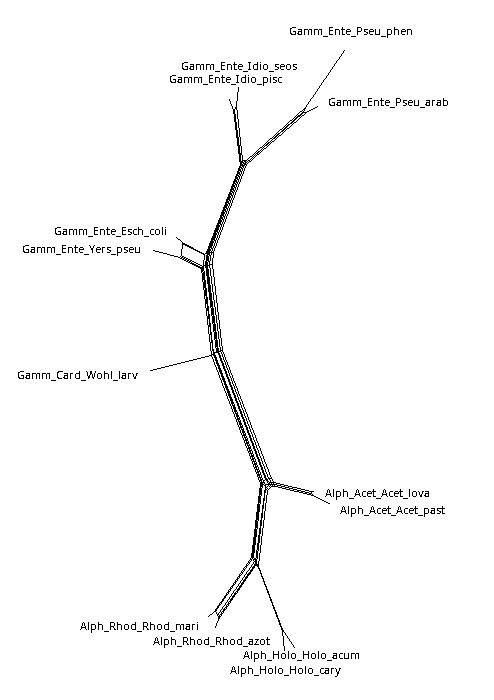 Gamm_Ente_Pseu_phen
Gamm_Ente_Idio_seos
Gamm_Ente_Idio_pisc
Gamm_Ente_Pseu_arab
Gamm_Ente_Esch_coli
Gamm_Ente_Yers_pseu
Gamm_Card_Wohl_larv
Alph_Acet_Acet_lova
Alph_Acet_Acet_past
Alph_Rhod_Rhod_mari
Alph_Rhod_Rhod_azot
Alph_Holo_Holo_acum
Alph_Holo_Holo_cary